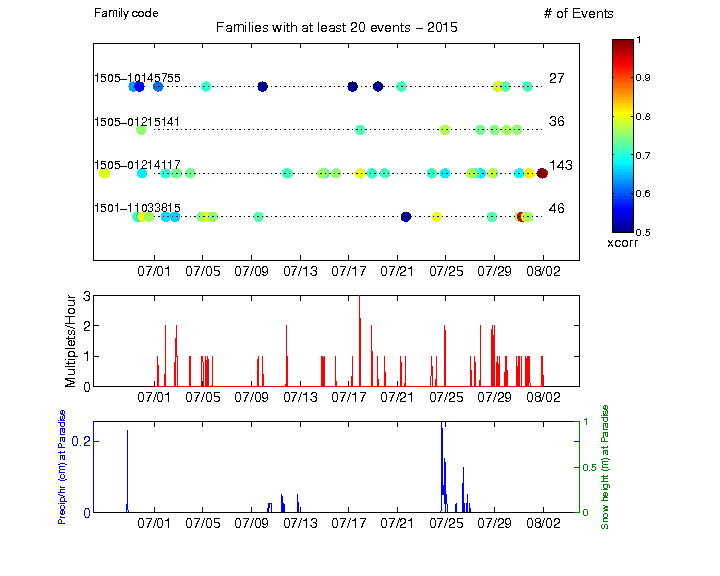 Family code
# of Events
Families with at least 20 events – 2015
1505–10145755
27
1505–01215141
36
1505–01214117
143
1501–11033815
46
07/01 07/05 07/09 07/13 07/17 07/21 07/25 07/29 08/02
1
0.9
0.8
0.7
0.6
0.5
xcorr
Multiplets/Hour
3
2
1
0
07/01 07/05 07/09 07/13 07/17 07/21 07/25 07/29 08/02
Precip/hr (cm) at Paradise
0.2
0
1
0.5
0
Snow height (m) at Paradise
07/01 07/05 07/09 07/13 07/17 07/21 07/25 07/29 08/02